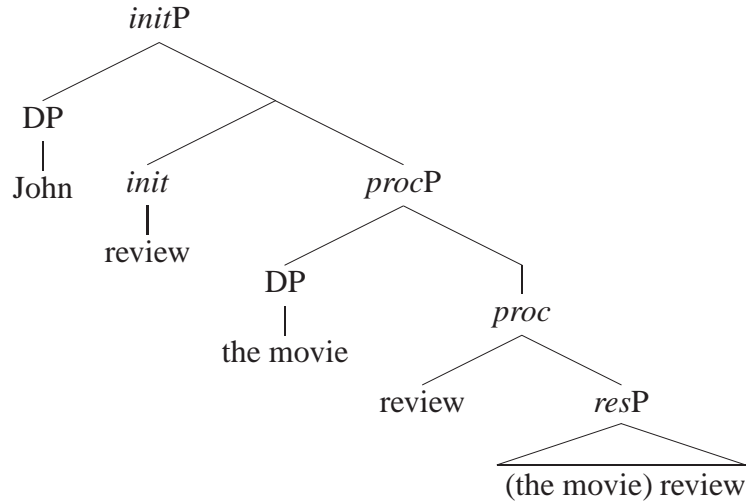 initP
DP
John
init
procP
review
DP
the movie
proc
review
resP
(the movie) review